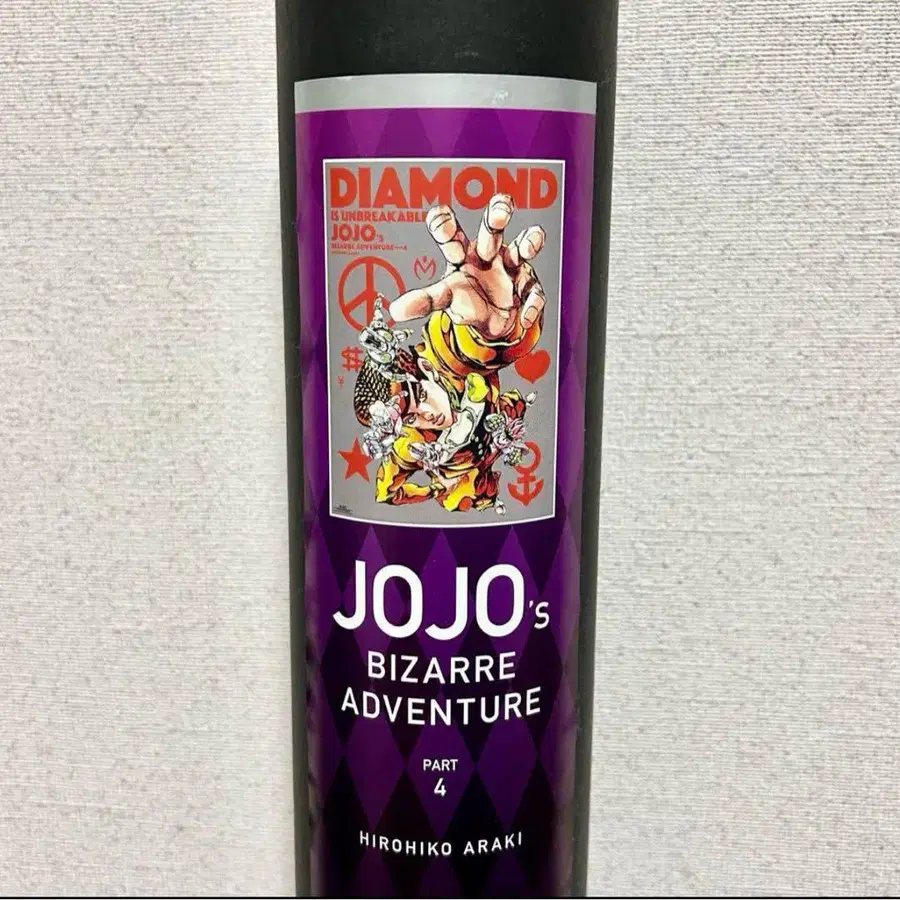 DIAMOND
IS UNBREAKABLE
JOJO'S
BIZARRE ADVENTURE
JOJO'S
BIZARRE
ADVENTURE
PART
4
HIROHIKO ARAKI